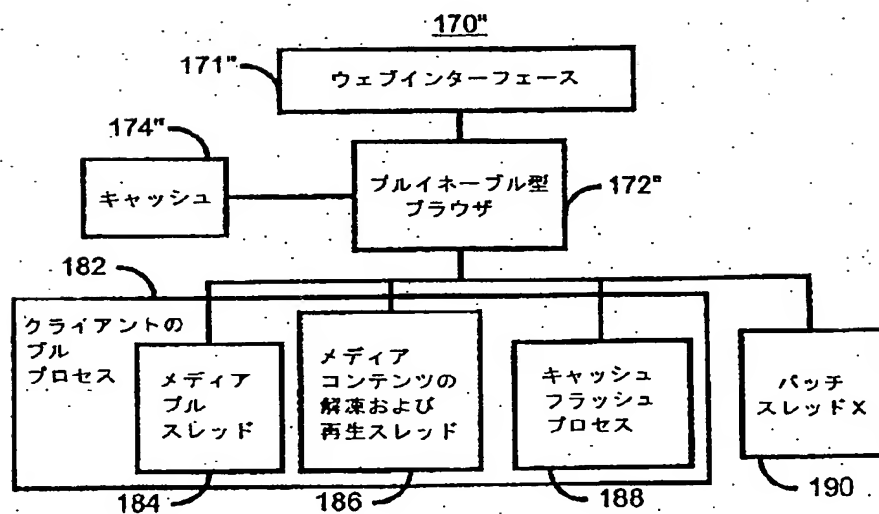 170"
171"
ウェブインターフェース
174"
キャッシュ
プルイネーブル型
ブラウザ
172"
182
クライアントの
プル
プロセス
メディア
プル
スレッド
メディア
コンテンツの
解凍および
再生スレッド
キャッシュ
フラッシュ
プロセス
パッチ
スレッドX
184
186
188
190